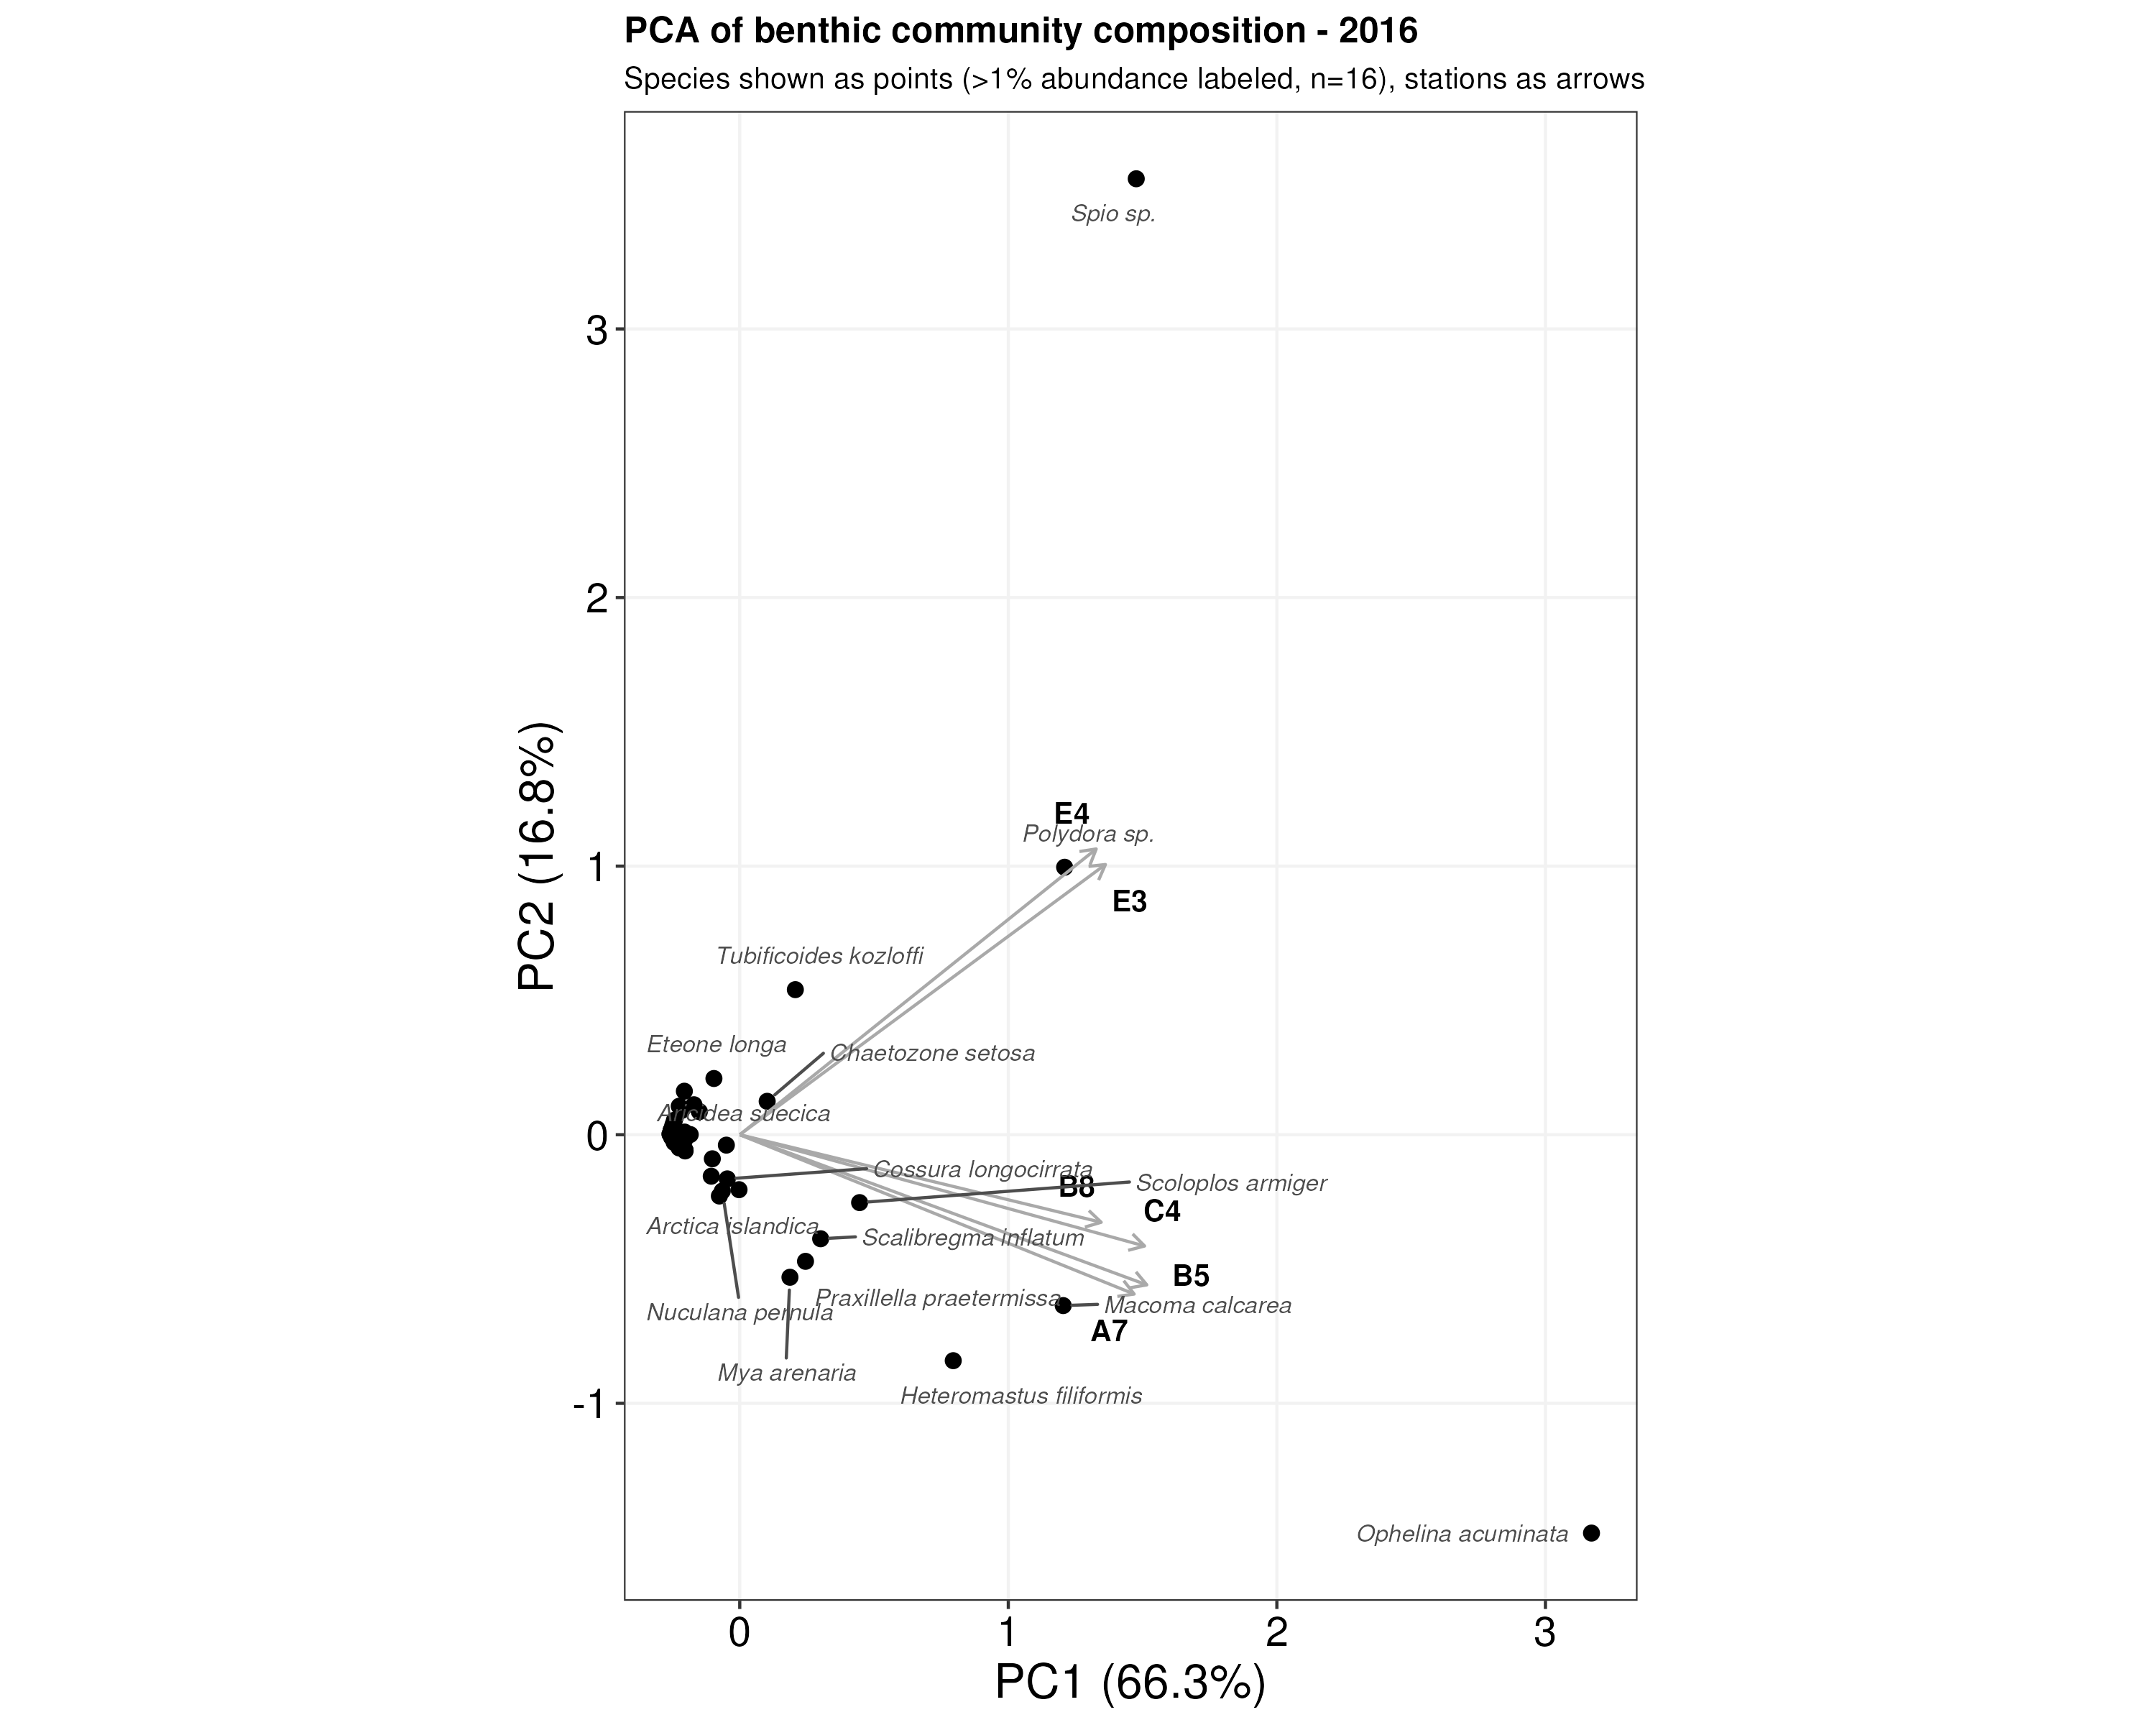 PCA of benthic community composition - 2016
Species shown as points (>1% abundance labeled, n=16), stations as arrows
Spio sp.
3
2
E4
Polydora sp.
1
E3
PC2 (16.8%)
Tubificoides kozloffi
Eteone longa
Chaetozone setosa
Aricidea suecica
0
Cossura longocirrata
B8
Scoloplos armiger
C4
Arctica islandica
Scalibregma inflatum
B5
Praxillella praetermissa
Macoma calcarea
Nuculana pernula
A7
Mya arenaria
Heteromastus filiformis
-1
Ophelina acuminata
0
1
2
3
PC1 (66.3%)